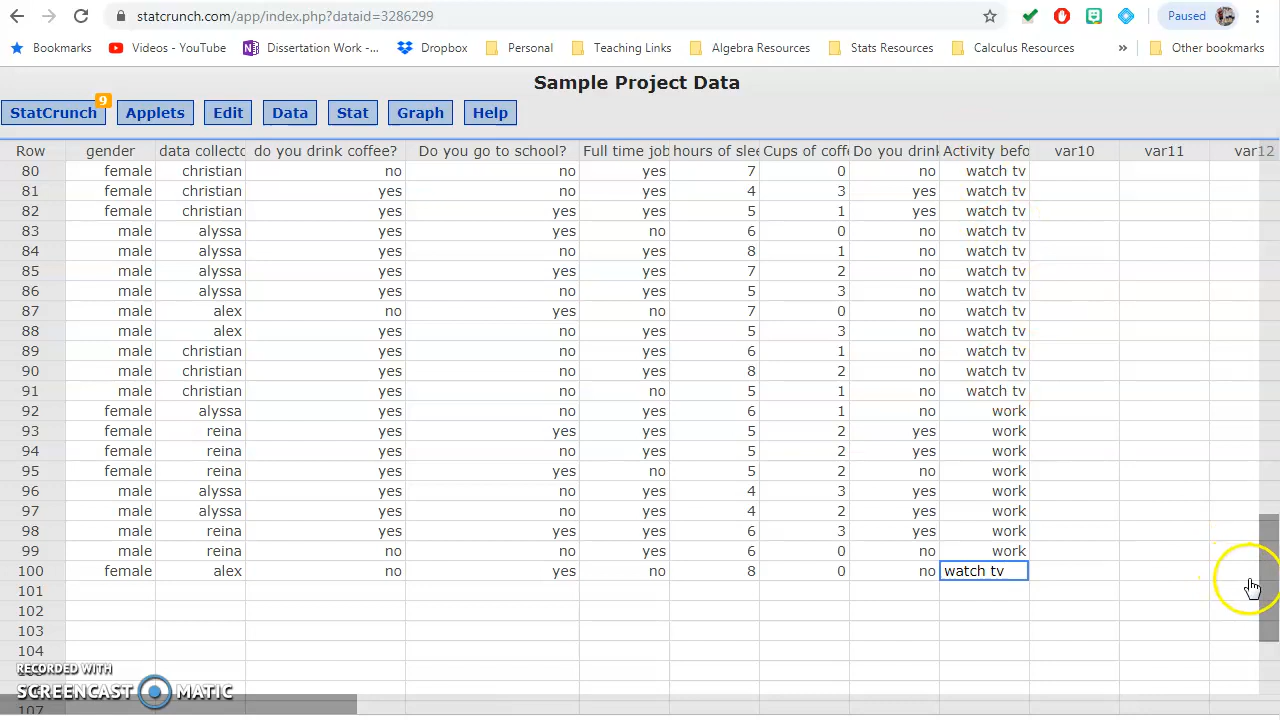 statcrunch.com/app/index.php?dataid=3286299 Paused
Bookmarks Videos - YouTube Dissertation Work -... Dropbox Personal Teaching Links Algebra Resources Stats Resources Calculus Resources » Other bookmarks
Sample Project Data
StatCrunch 9 Applets Edit Data Stat Graph Help
Row gender data collecto do you drink coffee? Do you go to school? Full time job hours of slee Cups of coff Do you drink Activity befo var10 var11 var12
80 female christian no no yes 7 0 no watch tv
81 female christian yes no yes 4 3 yes watch tv
82 female christian yes yes yes 5 1 yes watch tv
83 male alyssa yes yes no 6 0 no watch tv
84 male alyssa yes no yes 8 1 no watch tv
85 male alyssa yes yes yes 7 2 no watch tv
86 male alyssa yes no yes 5 3 no watch tv
87 male alex no yes no 7 0 no watch tv
88 male alex yes no yes 5 3 no watch tv
89 male christian yes no yes 6 1 no watch tv
90 male christian yes no yes 8 2 no watch tv
91 male christian yes no no 5 1 no watch tv
92 female alyssa yes no yes 6 1 no work
93 female reina yes yes yes 5 2 yes work
94 female reina yes no yes 5 2 yes work
95 female reina yes yes no 5 2 no work
96 male alyssa yes no yes 4 3 yes work
97 male alyssa yes no yes 4 2 yes work
98 male reina yes yes yes 6 3 yes work
99 male reina no no yes 6 0 no work
100 female alex no yes no 8 0 no watch tv
101
102
103
104
RECORDED WITH
SCREENCAST MATIC
107